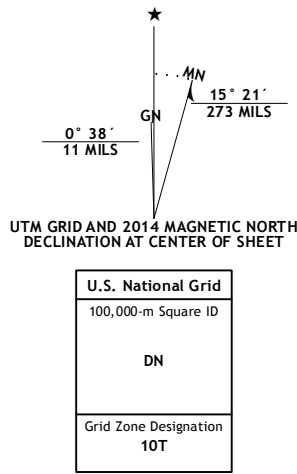 MN
GN
15° 21´
273 MILS
0° 38´
11 MILS
UTM GRID AND 2014 MAGNETIC NORTH
DECLINATION AT CENTER OF SHEET
U.S. National Grid
100,000-m Square ID
DN
Grid Zone Designation
10T